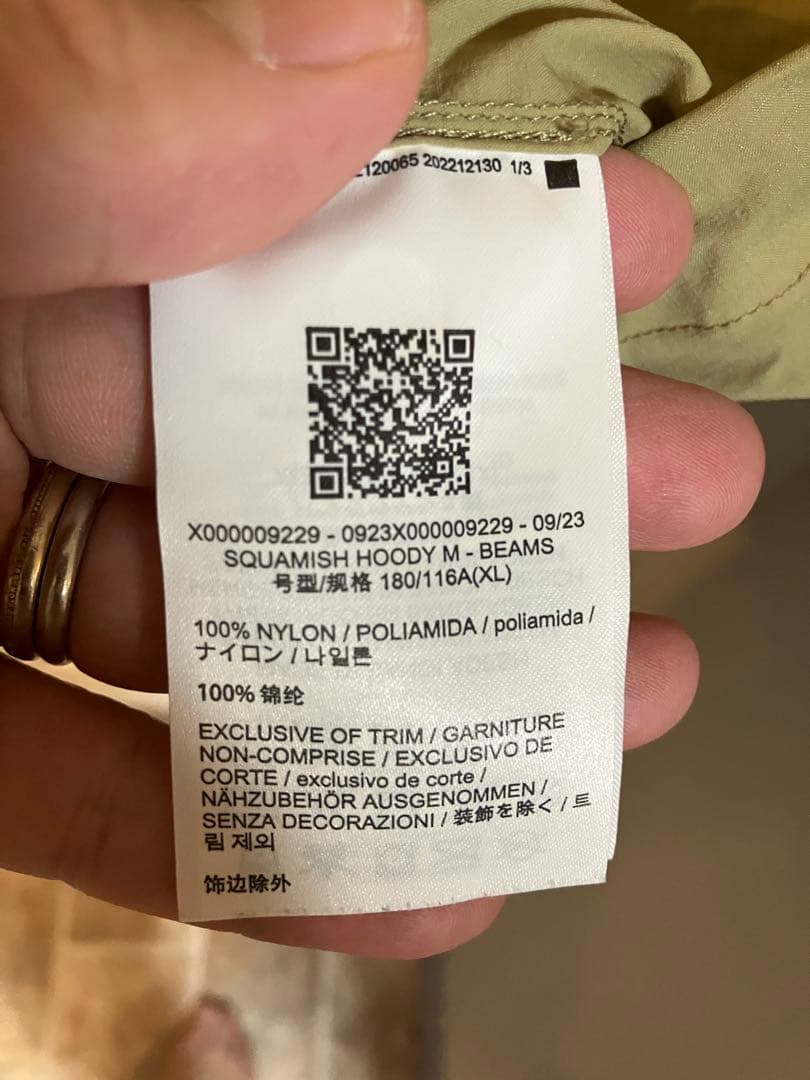 120065 202212130 1/3
X000009229 - 0923X000009229 - 09/23
SQUAMISH HOODY M - BEAMS
号型/规格 180/116A(XL)
100% NYLON / POLIAMIDA / poliamida /
ナイロン / 나일론
100% 锦纶
EXCLUSIVE OF TRIM / GARNITURE
NON-COMPRISE / EXCLUSIVO DE
CORTE / exclusivo de corte /
NÄHZUBEHÖR AUSGENOMMEN /
SENZA DECORAZIONI / 装飾を除く / 트
림 제외
饰边除外